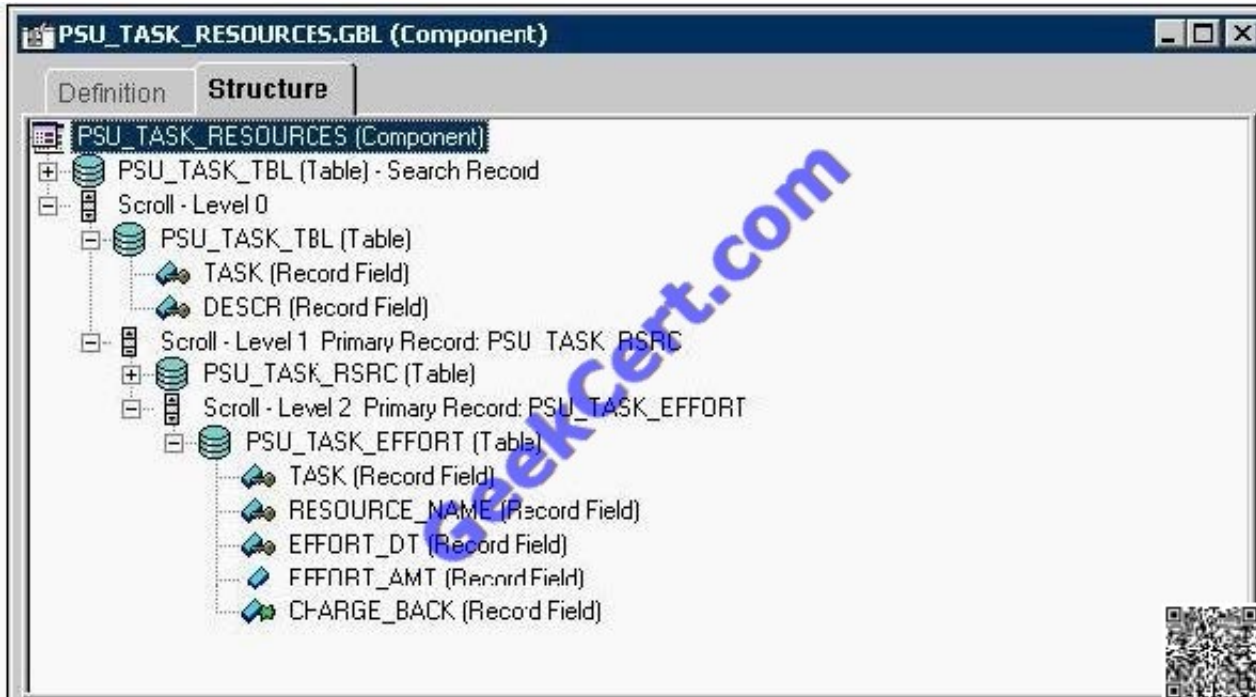 PSU_TASK_RESOURCES.GBL (Component)
Definition Structure
PSU_TASK_RESOURCES (Component)
PSU_TASK_TBL (Table) - Search Record
Scroll - Level 0
PSU_TASK_TBL (Table)
TASK (Record Field)
DESCR (Record Field)
Scroll - Level 1 Primary Record: PSU_TASK_RSRC
PSU_TASK_RSRC (Table)
Scroll - Level 2 Primary Record: PSU_TASK_EFFORT
PSU_TASK_EFFORT (Table)
TASK (Record Field)
RESOURCE_NAME (Record Field)
EFFORT_DT (Record Field)
EFFORT_AMT (Record Field)
CHARGE_BACK (Record Field)
GeekCert.com